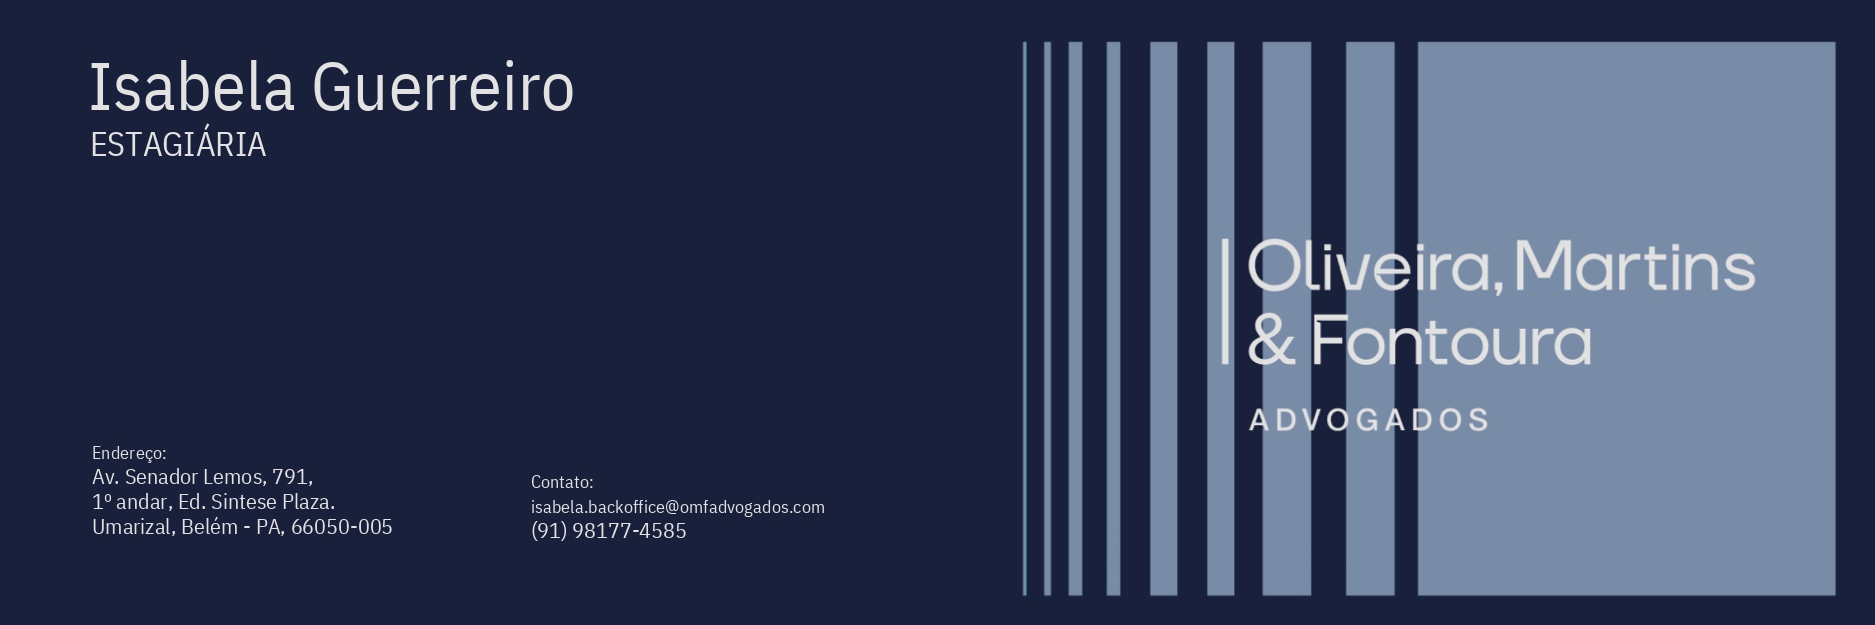 Isabela Guerreiro
ESTAGIÁRIA
Endereço:
Av. Senador Lemos, 791,
1º andar, Ed. Sintese Plaza.
Umarizal, Belém - PA, 66050-005
Contato:
isabela.backoffice@omfadvogados.com
(91) 98177-4585
Oliveira, Martins
& Fontoura
ADVOGADOS